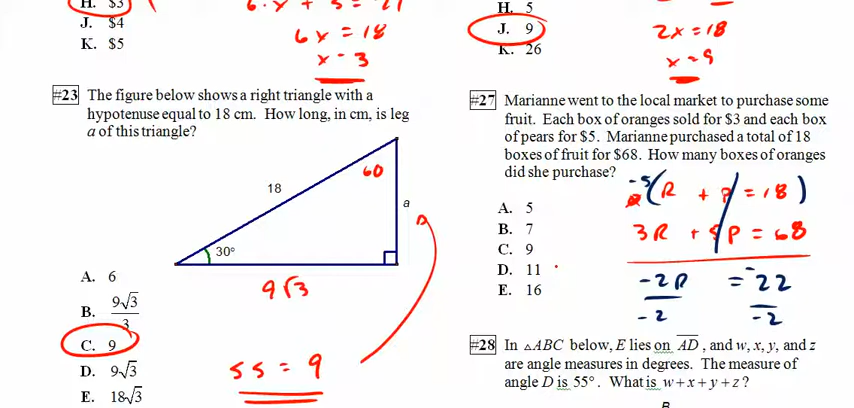 H. $3
J. $4
K. $5
6x = 18
x = 3
#23 The figure below shows a right triangle with a
hypotenuse equal to 18 cm. How long, in cm, is leg
a of this triangle?
18
60
a
30°
9√3
A. 6
B. 9√3/3
C. 9
D. 9√3
E. 18√3
SS = 9
H. 5
J. 9
K. 26
2x = 18
x = 9
#27 Marianne went to the local market to purchase some
fruit. Each box of oranges sold for $3 and each box
of pears for $5. Marianne purchased a total of 18
boxes of fruit for $68. How many boxes of oranges
did she purchase?
A. 5
B. 7
C. 9
D. 11
E. 16
-5(R + P = 18)
3R + 5P = 68
-2R = -22
-2 -2
#28 In △ABC below, E lies on AD, and w, x, y, and z
are angle measures in degrees. The measure of
angle D is 55°. What is w + x + y + z?